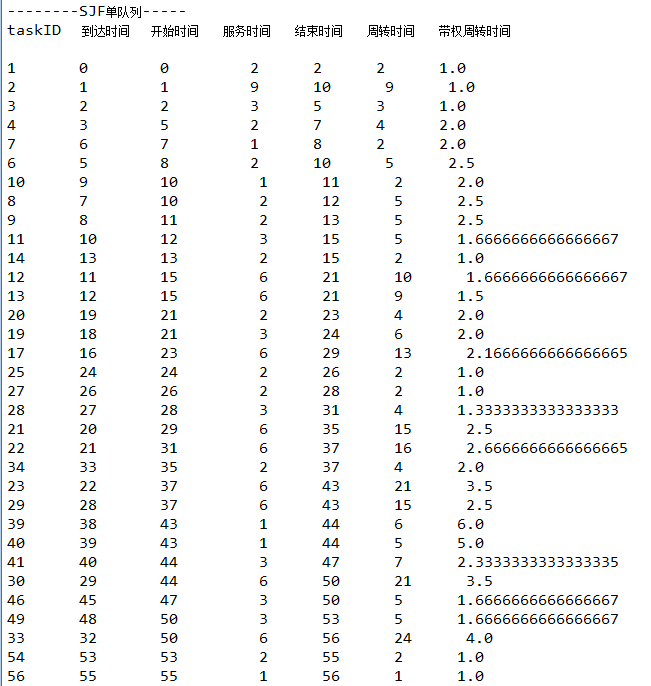 --------SJF单队列-----
taskID 到达时间 开始时间 服务时间 结束时间 周转时间 带权周转时间
1 0 0 2 2 2 1.0
2 1 1 9 10 9 1.0
3 2 2 3 5 3 1.0
4 3 5 2 7 4 2.0
7 6 7 1 8 2 2.0
6 5 8 2 10 5 2.5
10 9 10 1 11 2 2.0
8 7 10 2 12 5 2.5
9 8 11 2 13 5 2.5
11 10 12 3 15 5 1.6666666666666667
14 13 13 2 15 2 1.0
12 11 15 6 21 10 1.6666666666666667
13 12 15 6 21 9 1.5
20 19 21 2 23 4 2.0
19 18 21 3 24 6 2.0
17 16 23 6 29 13 2.1666666666666665
25 24 24 2 26 2 1.0
27 26 26 2 28 2 1.0
28 27 28 3 31 4 1.3333333333333333
21 20 29 6 35 15 2.5
22 21 31 6 37 16 2.6666666666666665
34 33 35 2 37 4 2.0
23 22 37 6 43 21 3.5
29 28 37 6 43 15 2.5
39 38 43 1 44 6 6.0
40 39 43 1 44 5 5.0
41 40 44 3 47 7 2.3333333333333335
30 29 44 6 50 21 3.5
46 45 47 3 50 5 1.6666666666666667
49 48 50 3 53 5 1.6666666666666667
33 32 50 6 56 24 4.0
54 53 53 2 55 2 1.0
56 55 55 1 56 1 1.0